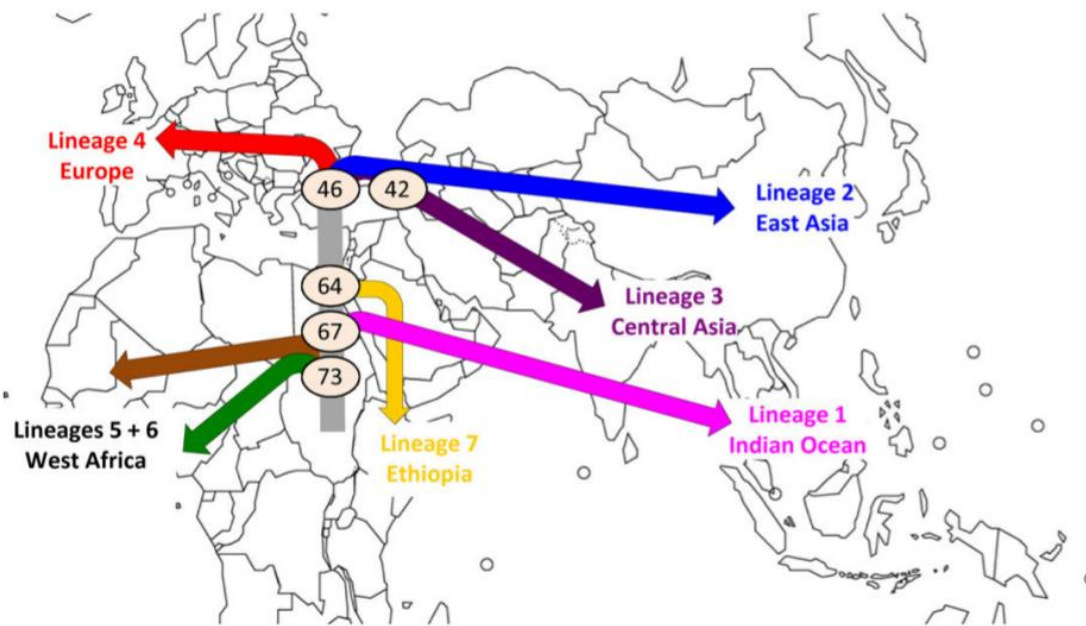 Lineage 4
Europe
46
42
Lineage 2
East Asia
64
Lineage 3
Central Asia
67
73
Lineages 5 + 6
West Africa
Lineage 7
Ethiopia
Lineage 1
Indian Ocean